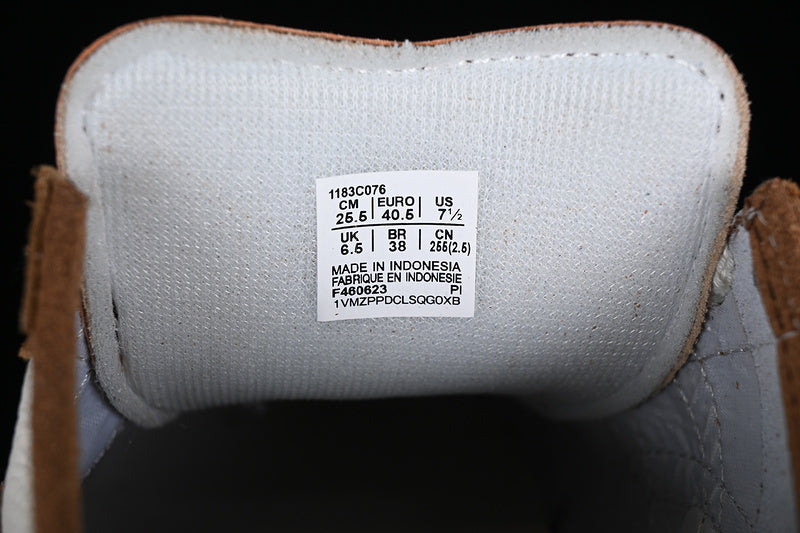 1183C076
CM EURO US
25.5 40.5 7½
UK BR CN
6.5 38 255(2.5)
MADE IN INDONESIA
FABRIQUE EN INDONESIE
F460623 PI
1VMZPPDCLSQG0XB